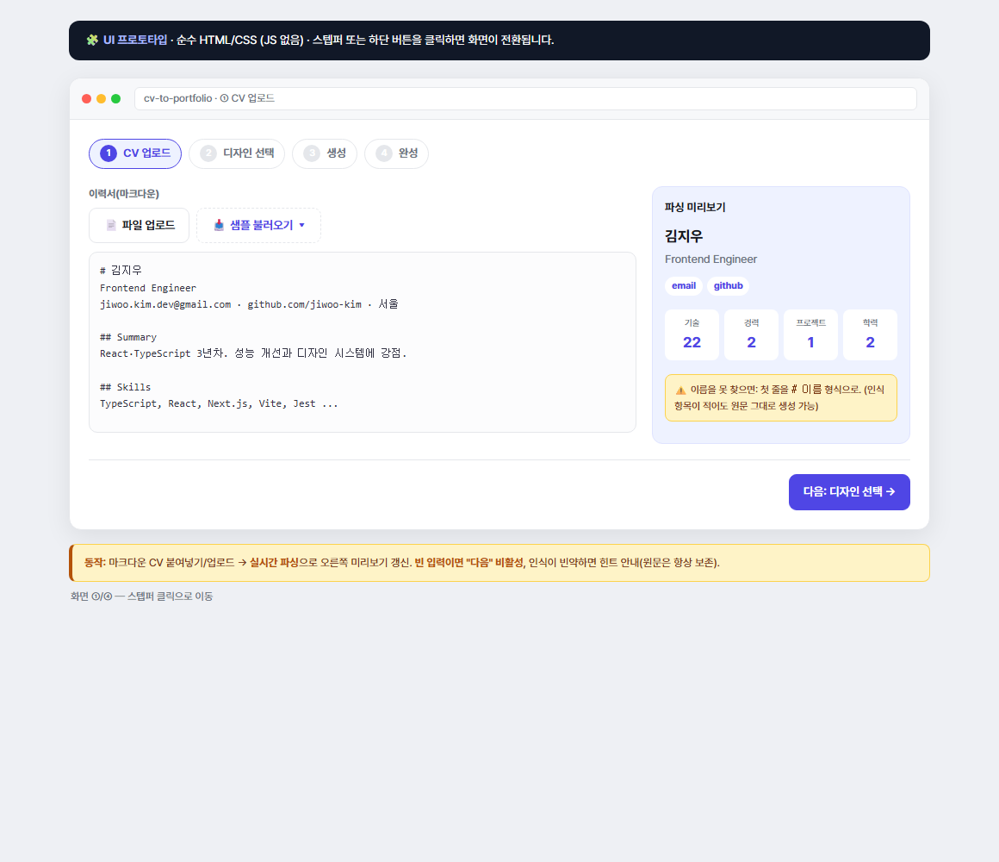 🧩 UI 프로토타입 · 순수 HTML/CSS (JS 없음) · 스텝퍼 또는 하단 버튼을 클릭하면 화면이 전환됩니다.
cv-to-portfolio · ① CV 업로드
1 CV 업로드 2 디자인 선택 3 생성 4 완성
이력서(마크다운)
📄 파일 업로드 📥 샘플 불러오기 ▾
# 김지우
Frontend Engineer
jiwoo.kim.dev@gmail.com · github.com/jiwoo-kim · 서울
## Summary
React·TypeScript 3년차. 성능 개선과 디자인 시스템에 강점.
## Skills
TypeScript, React, Next.js, Vite, Jest ...
파싱 미리보기
김지우
Frontend Engineer
email github
기술 경력 프로젝트 학력
22 2 1 2
⚠️ 이름을 못 찾으면: 첫 줄을 # 이름 형식으로. (인식
항목이 적어도 원문 그대로 생성 가능)
다음: 디자인 선택 →
동작: 마크다운 CV 붙여넣기/업로드 → 실시간 파싱으로 오른쪽 미리보기 갱신. 빈 입력이면 "다음" 비활성, 인식이 빈약하면 힌트 안내(원문은 항상 보존).
화면 ①/④ — 스텝퍼 클릭으로 이동